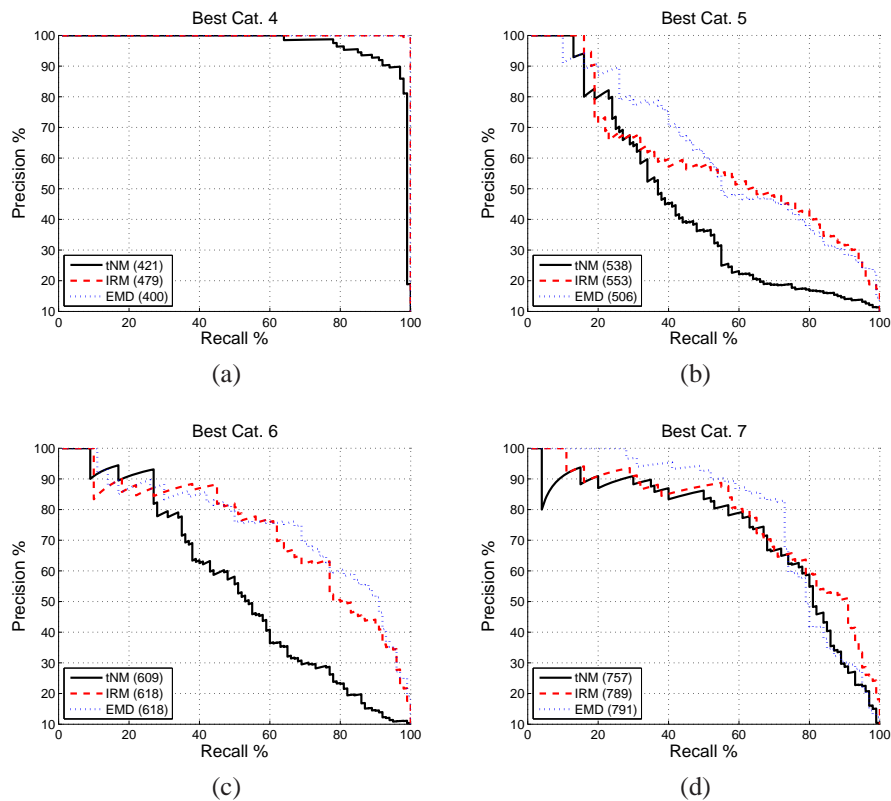 Best Cat. 4
100
90
80
70
60
50
40
30
20
10
Precision %
tNM (421)
IRM (479)
EMD (400)
0 20 40 60 80 100
Recall %
(a)
Best Cat. 5
100
90
80
70
60
50
40
30
20
10
Precision %
tNM (538)
IRM (553)
EMD (506)
0 20 40 60 80 100
Recall %
(b)
Best Cat. 6
100
90
80
70
60
50
40
30
20
10
Precision %
tNM (609)
IRM (618)
EMD (618)
0 20 40 60 80 100
Recall %
(c)
Best Cat. 7
100
90
80
70
60
50
40
30
20
10
Precision %
tNM (757)
IRM (789)
EMD (791)
0 20 40 60 80 100
Recall %
(d)